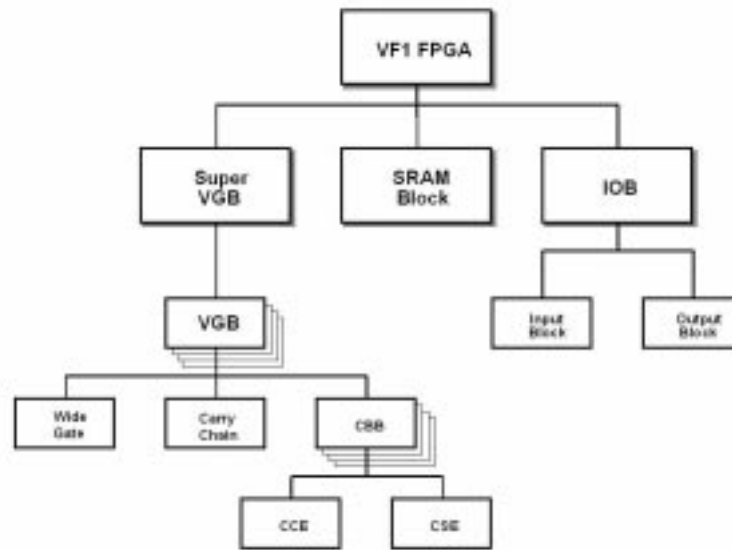 VF1 FPGA
Super
VGB
SRAM
Block
IOB
VGB
Input
Block
Output
Block
Wide
Gate
Carry
Chain
CBB
CCE
CSE